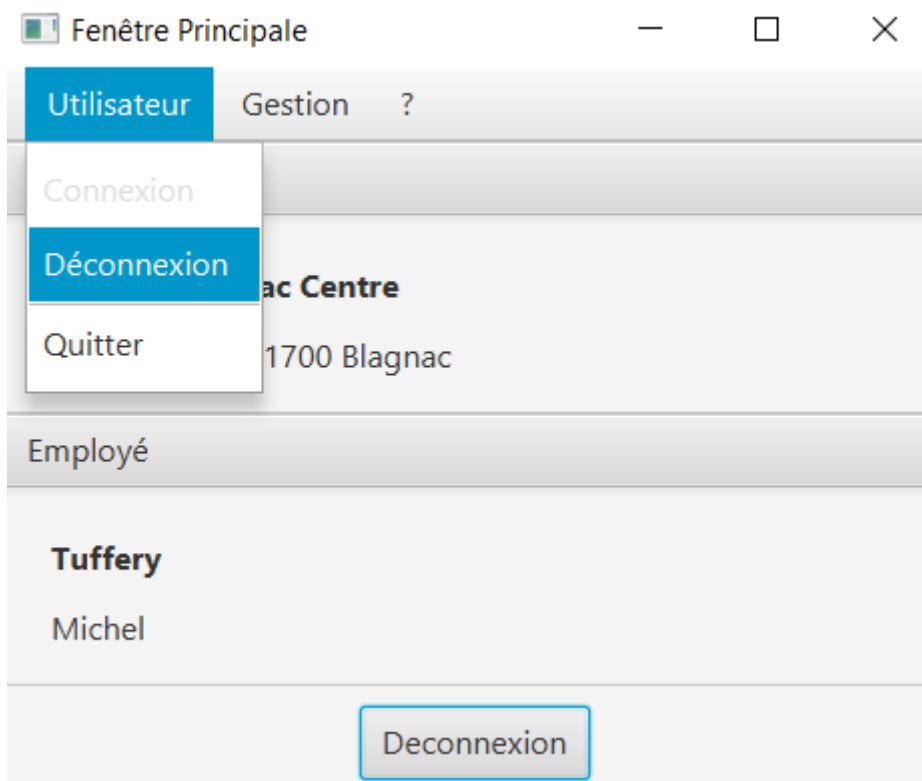 Fenêtre Principale
Utilisateur Gestion ?
Connexion
Déconnexion
Quitter
ac Centre
1700 Blagnac
Employé
Tuffery
Michel
Deconnexion